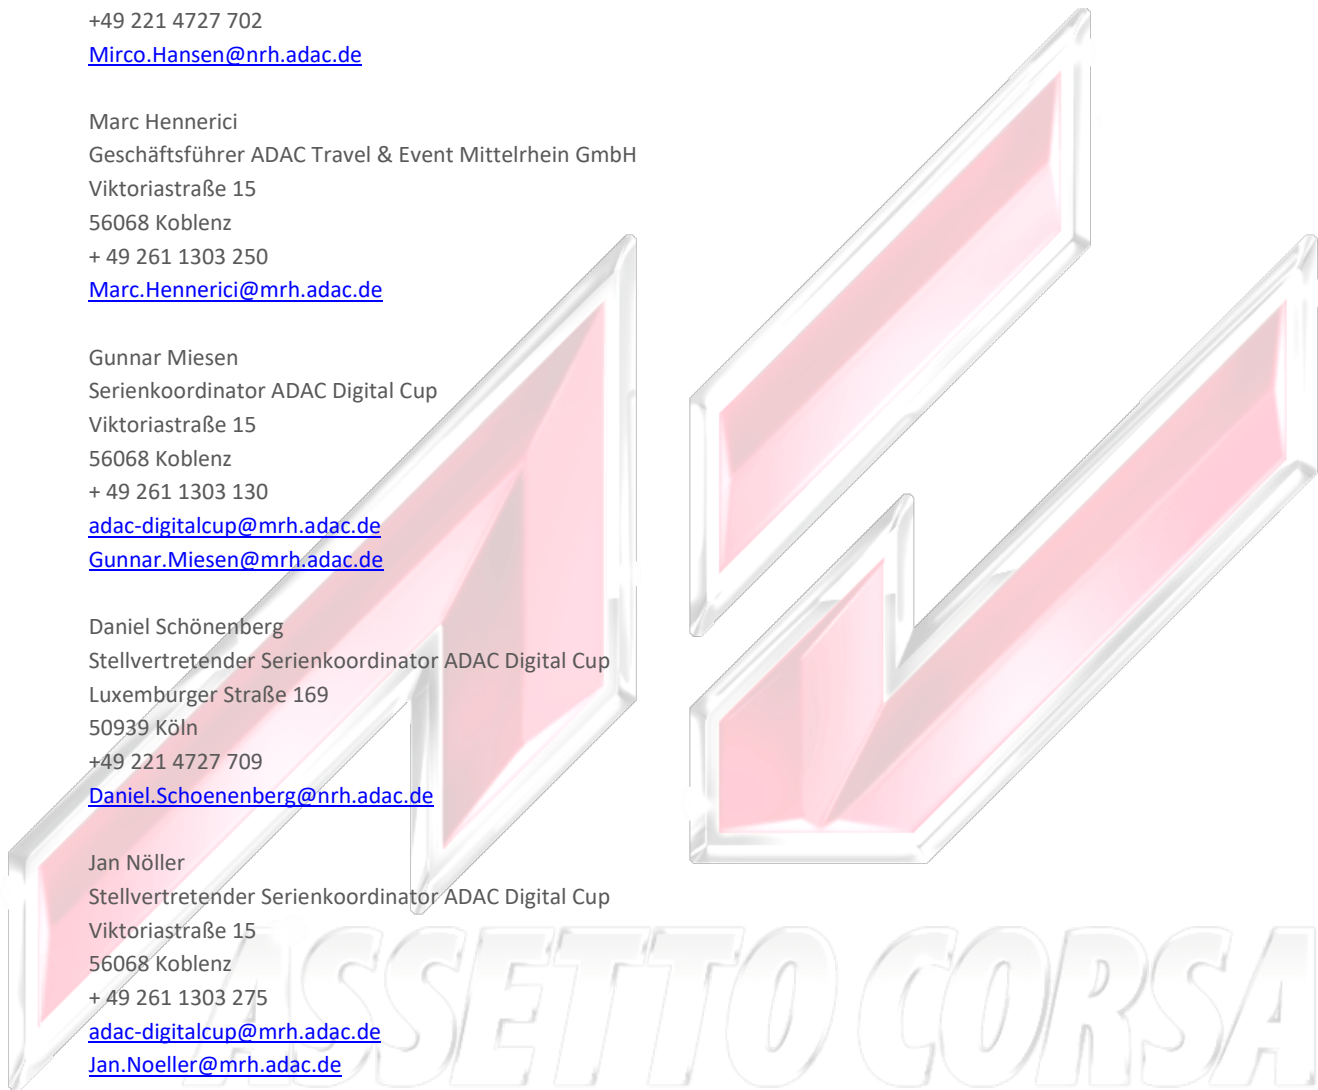 +49 221 4727 702
Mirco.Hansen@nrh.adac.de
Marc Hennerici
Geschäftsführer ADAC Travel & Event Mittelrhein GmbH
Viktoriastraße 15
56068 Koblenz
+ 49 261 1303 250
Marc.Hennerici@mrh.adac.de
Gunnar Miesen
Serienkoordinator ADAC Digital Cup
Viktoriastraße 15
56068 Koblenz
+ 49 261 1303 130
adac-digitalcup@mrh.adac.de
Gunnar.Miesen@mrh.adac.de
Daniel Schönenberg
Stellvertretender Serienkoordinator ADAC Digital Cup
Luxemburger Straße 169
50939 Köln
+49 221 4727 709
Daniel.Schoenenberg@nrh.adac.de
Jan Nöller
Stellvertretender Serienkoordinator ADAC Digital Cup
Viktoriastraße 15
56068 Koblenz
+ 49 261 1303 275
adac-digitalcup@mrh.adac.de
Jan.Noeller@mrh.adac.de
ASSETTO CORSA